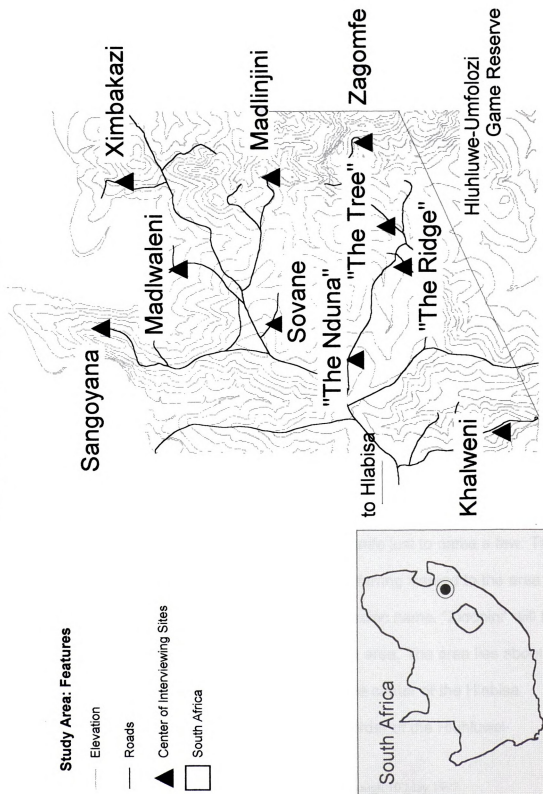 Study Area: Features
Elevation
Roads
Center of Interviewing Sites
South Africa
Sangoyana
Ximbakazi
Madlwaleni
Madlinjini
Sovane
"The Nduna"
"The Tree"
Zagomfe
to Hlabisa
"The Ridge"
Khalweni
Hluhluwe-Umfolozi
Game Reserve
South Africa